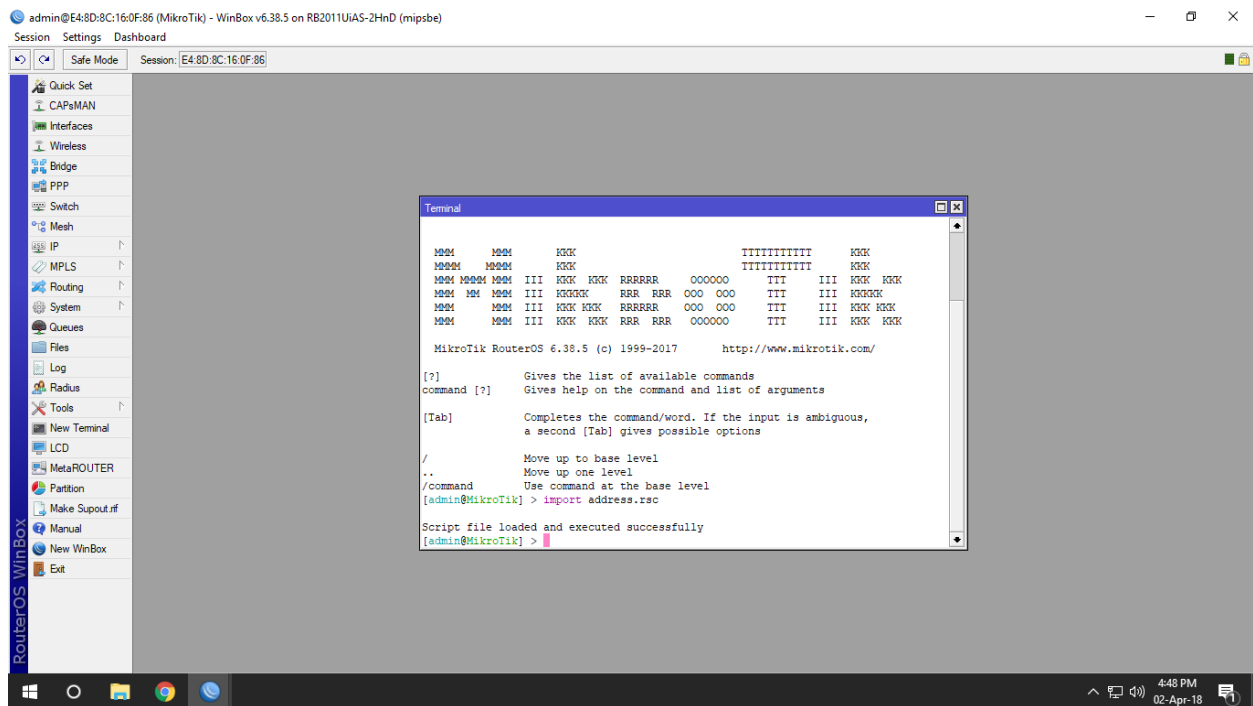 admin@E4:8D:8C:16:0F:86 (MikroTik) - WinBox v6.38.5 on RB2011UiAS-2HnD (mipsbe)
Session Settings Dashboard
Safe Mode Session: E4:8D:8C:16:0F:86
Quick Set
CAPsMAN
Interfaces
Wireless
Bridge
PPP
Switch
Mesh
IP
MPLS
Routing
System
Queues
Files
Log
Radius
Tools
New Terminal
LCD
MetaROUTER
Partition
Make Supout.rif
Manual
New WinBox
Exit
RouterOS WinBox
Terminal
MMM      MMM       KKK                          TTTTTTTTTTT      KKK
MMMM    MMMM       KKK                          TTTTTTTTTTT      KKK
MMM MMMM MMM  III  KKK  KKK  RRRRRR     OOOOOO      TTT     III  KKK  KKK
MMM  MM  MMM  III  KKKKK     RRR  RRR  OOO  OOO     TTT     III  KKKKK
MMM      MMM  III  KKK KKK   RRRRRR    OOO  OOO     TTT     III  KKK KKK
MMM      MMM  III  KKK  KKK  RRR  RRR   OOOOOO      TTT     III  KKK  KKK
MikroTik RouterOS 6.38.5 (c) 1999-2017       http://www.mikrotik.com/
[?]             Gives the list of available commands
command [?]     Gives help on the command and list of arguments
[Tab]           Completes the command/word. If the input is ambiguous,
a second [Tab] gives possible options
/               Move up to base level
..              Move up one level
/command        Use command at the base level
[admin@MikroTik] > import address.rsc
Script file loaded and executed successfully
[admin@MikroTik] >
4:48 PM
02-Apr-18
1